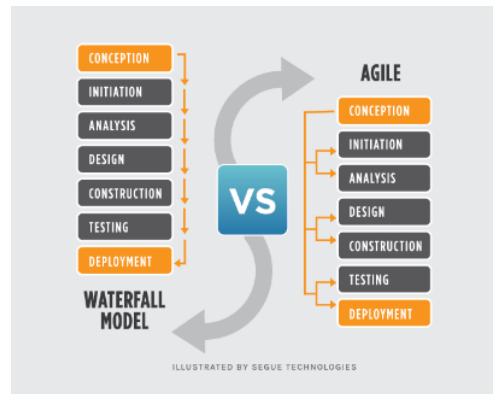 CONCEPTION
INITIATION
ANALYSIS
DESIGN
CONSTRUCTION
TESTING
DEPLOYMENT
WATERFALL
MODEL
VS
AGILE
CONCEPTION
INITIATION
ANALYSIS
DESIGN
CONSTRUCTION
TESTING
DEPLOYMENT
ILLUSTRATED BY SEGUE TECHNOLOGIES